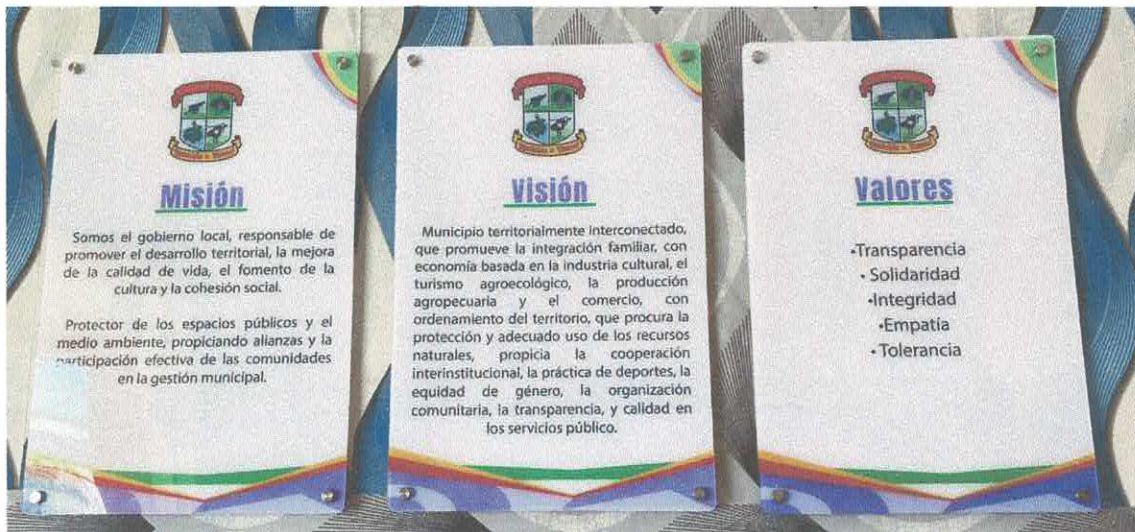 Misión
Somos el gobierno local, responsable de
promover el desarrollo territorial, la mejora
de la calidad de vida, el fomento de la
cultura y la cohesión social.
Protector de los espacios públicos y el
medio ambiente, propiciando alianzas y la
participación efectiva de las comunidades
en la gestión municipal.
Visión
Municipio territorialmente interconectado,
que promueve la integración familiar, con
economía basada en la industria cultural, el
turismo agroecológico, la producción
agropecuaria y el comercio, con
ordenamiento del territorio, que procura la
protección y adecuado uso de los recursos
naturales, propicia la cooperación
interinstitucional, la práctica de deportes, la
equidad de género, la organización
comunitaria, la transparencia, y calidad en
los servicios público.
Valores
•Transparencia
• Solidaridad
•Integridad
•Empatía
• Tolerancia